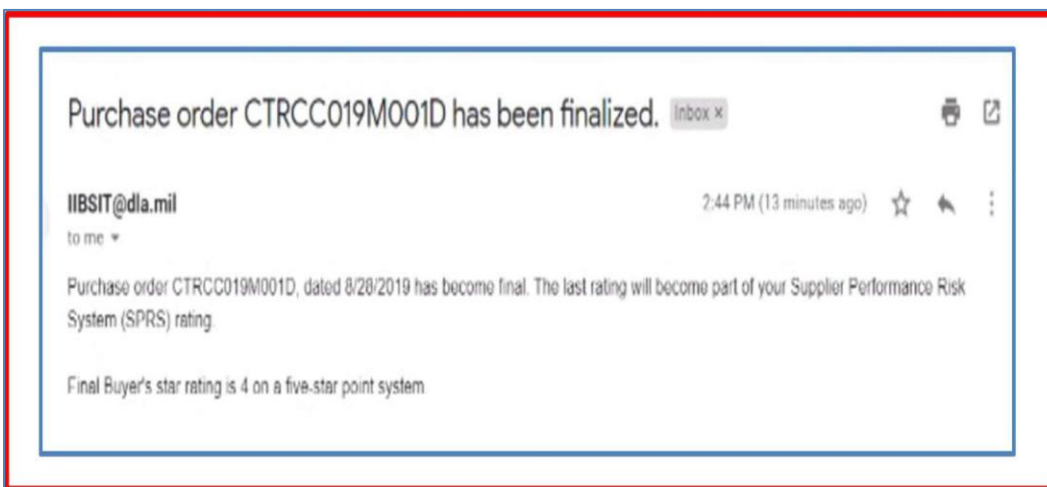 Purchase order CTRCC019M001D has been finalized. Inbox ×
IIBSIT@dla.mil 2:44 PM (13 minutes ago)
to me
Purchase order CTRCC019M001D, dated 8/28/2019 has become final. The last rating will become part of your Supplier Performance Risk
System (SPRS) rating.
Final Buyer's star rating is 4 on a five-star point system